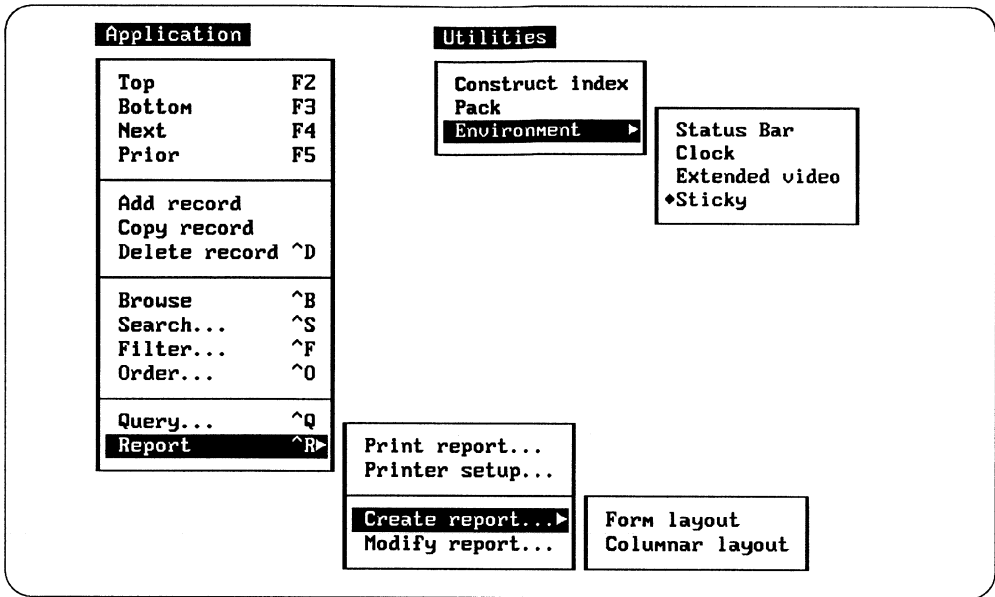 Application
Top F2
Bottom F3
Next F4
Prior F5
Add record
Copy record
Delete record ^D
Browse ^B
Search... ^S
Filter... ^F
Order... ^O
Query... ^Q
Report ^R►
Print report...
Printer setup...
Create report...►
Modify report...
Form layout
Columnar layout
Utilities
Construct index
Pack
Environment ►
Status Bar
Clock
Extended video
◆Sticky